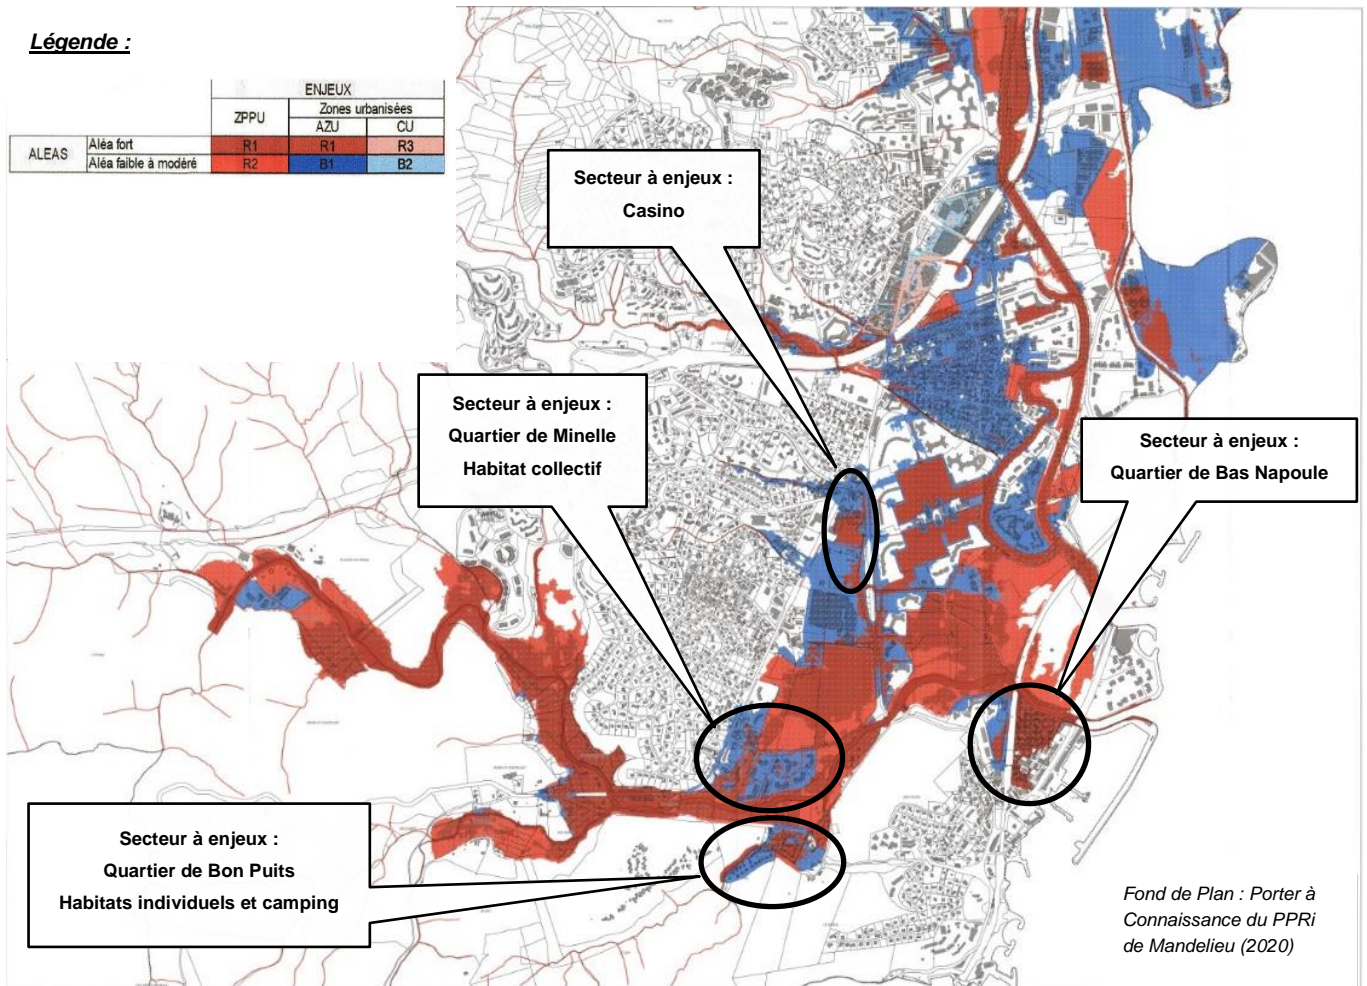 Légende :
ENJEUX
ZPPU
Zones urbanisées
AZU
CU
ALEAS
Aléa fort
R1
R1
R3
Aléa faible à modéré
R2
B1
B2
Secteur à enjeux :
Casino
Secteur à enjeux :
Quartier de Minelle
Habitat collectif
Secteur à enjeux :
Quartier de Bas Napoule
Secteur à enjeux :
Quartier de Bon Puits
Habitats individuels et camping
Fond de Plan : Porter à
Connaissance du PPRi
de Mandelieu (2020)